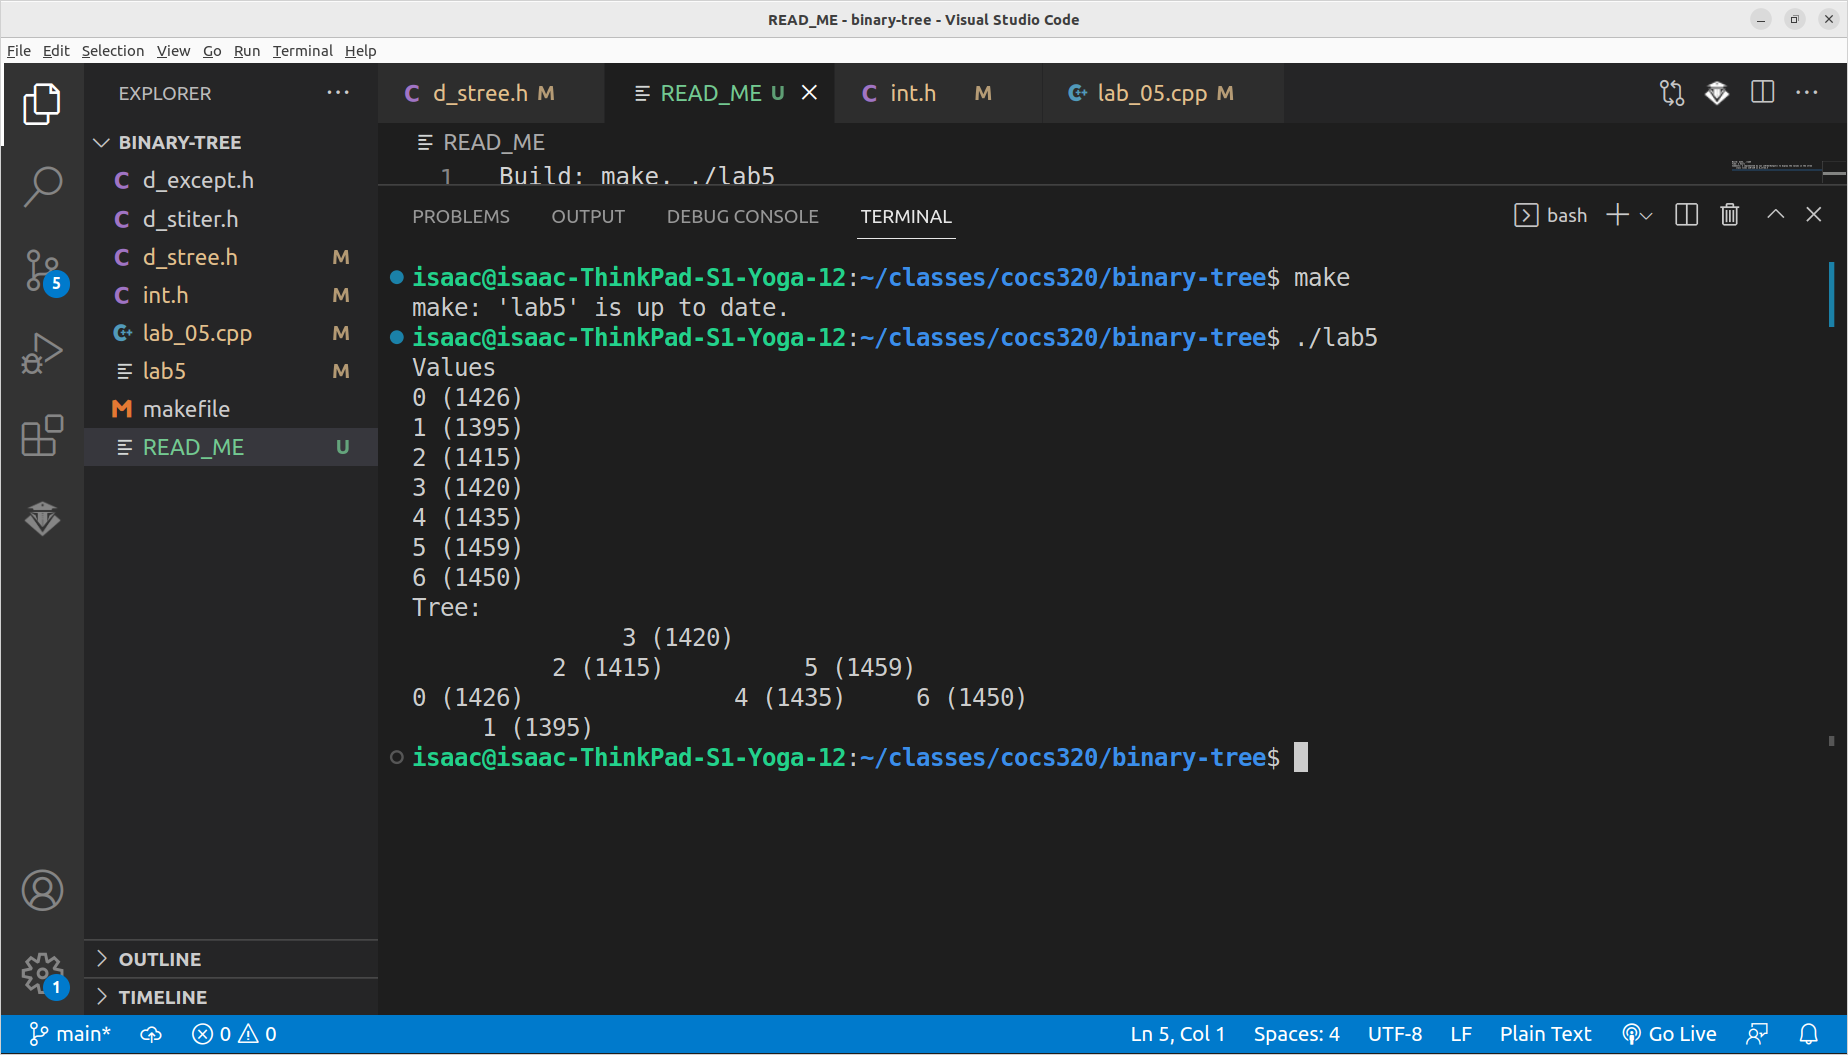 READ_ME - binary-tree - Visual Studio Code
File Edit Selection View Go Run Terminal Help
EXPLORER
BINARY-TREE
C d_except.h
C d_stiter.h
C d_stree.h M
C int.h M
C++ lab_05.cpp M
lab5 M
M makefile
READ_ME U
OUTLINE
TIMELINE
5
1
C d_stree.h M READ_ME U C int.h M C++ lab_05.cpp M
READ_ME
1 Build: make, ./lab5
PROBLEMS OUTPUT DEBUG CONSOLE TERMINAL bash
isaac@isaac-ThinkPad-S1-Yoga-12:~/classes/cocs320/binary-tree$ make
make: 'lab5' is up to date.
isaac@isaac-ThinkPad-S1-Yoga-12:~/classes/cocs320/binary-tree$ ./lab5
Values
0 (1426)
1 (1395)
2 (1415)
3 (1420)
4 (1435)
5 (1459)
6 (1450)
Tree:
3 (1420)
2 (1415) 5 (1459)
0 (1426) 4 (1435) 6 (1450)
1 (1395)
isaac@isaac-ThinkPad-S1-Yoga-12:~/classes/cocs320/binary-tree$
main* 0 0 Ln 5, Col 1 Spaces: 4 UTF-8 LF Plain Text Go Live